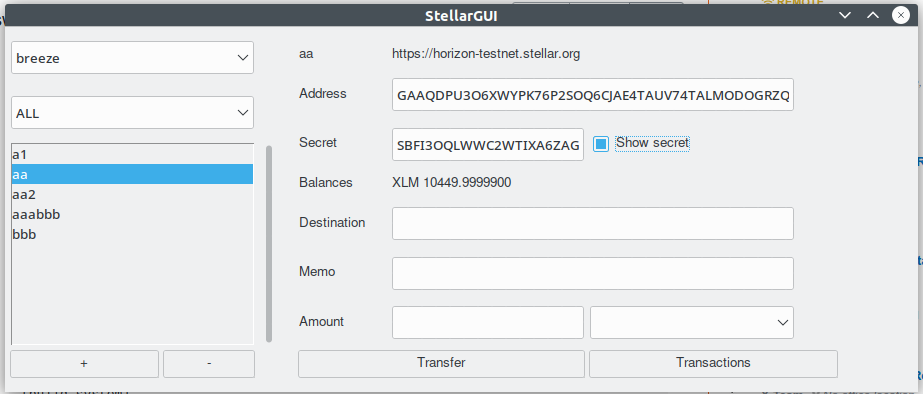 StellarGUI
REMOTE
breeze
aa
https://horizon-testnet.stellar.org
Address
GAAQDPU3O6XWYPK76P2SOQ6CJAE4TAUV74TALMODOGRZQ
ALL
Secret
SBFI3OQLWWC2WTIXA6ZAG
Show secret
a1
aa
aa2
aaabbb
bbb
Balances
XLM 10449.9999900
Destination
Memo
Amount
+
-
Transfer
Transactions